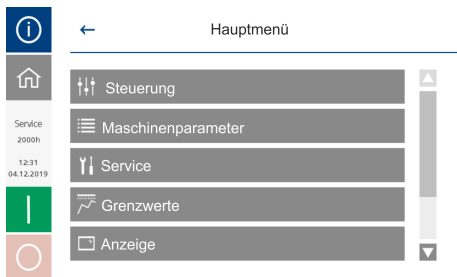 Hauptmenü
Steuerung
Maschinenparameter
Service
Grenzwerte
Anzeige
Service
2000h
12:31
04.12.2019